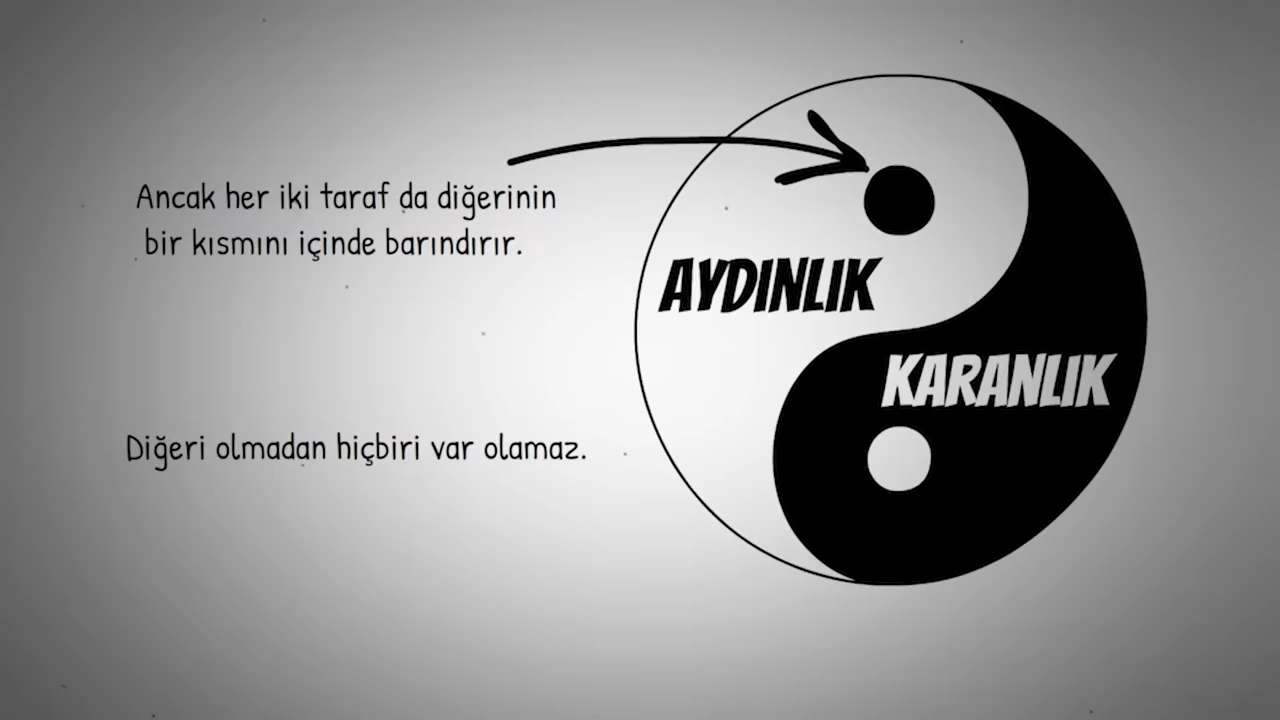 Ancak her iki taraf da diğerinin
bir kısmını içinde barındırır.
Diğeri olmadan hiçbiri var olamaz.
AYDINLIK
KARANLIK